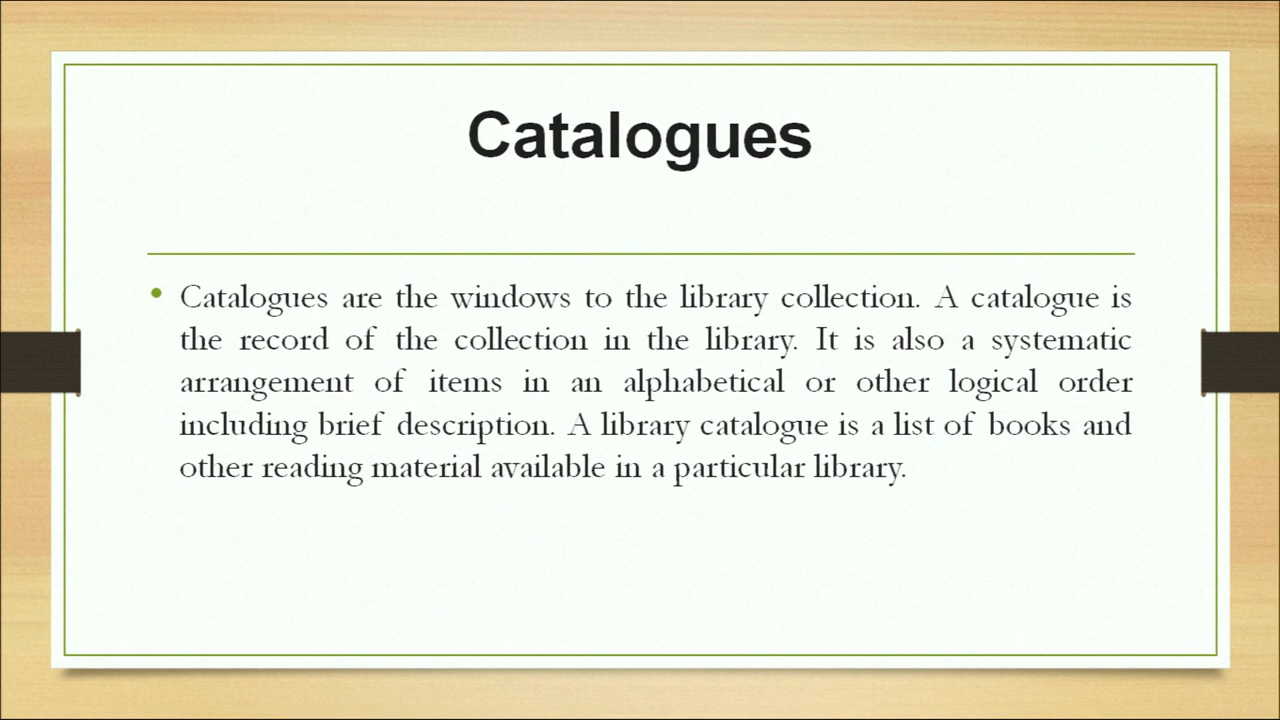 Catalogues
• Catalogues are the windows to the library collection. A catalogue is
the record of the collection in the library. It is also a systematic
arrangement of items in an alphabetical or other logical order
including brief description. A library catalogue is a list of books and
other reading material available in a particular library.